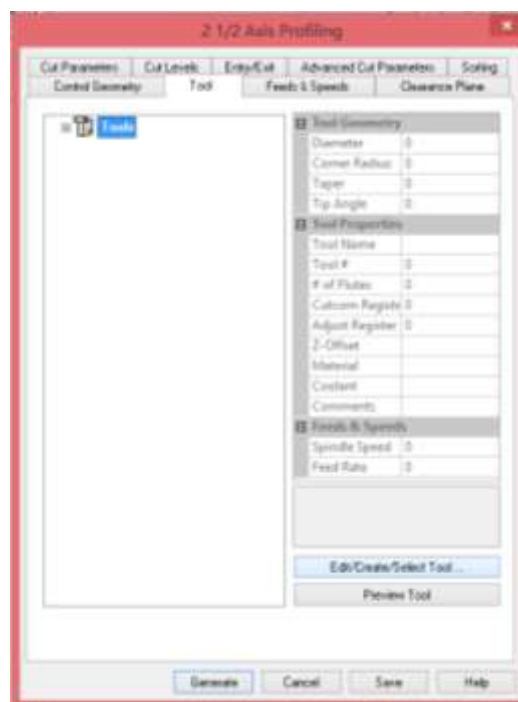 2 1/2 Axis Profiling
Cut Parameters Cut Levels Entry/Exit Advanced Cut Parameters Sorting
Control Geometry Tool Feeds & Speeds Clearance Plane
Tools
Tool Geometry
Diameter 0
Corner Radius 0
Taper 0
Tip Angle 0
Tool Properties
Tool Name
Tool # 0
# of Flutes 0
Cutcom Registe 0
Adjust Register 0
Z-Offset
Material
Coolant
Comments
Feeds & Speeds
Spindle Speed 0
Feed Rate 0
Edit/Create/Select Tool ...
Preview Tool
Generate Cancel Save Help